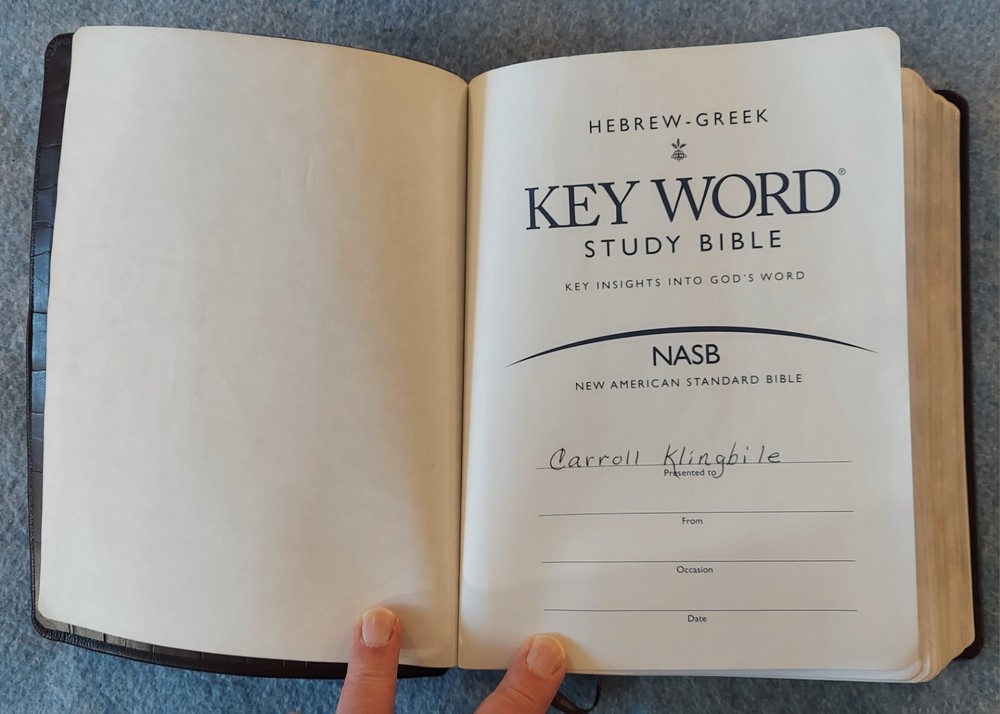 HEBREW-GREEK
KEY WORD®
STUDY BIBLE
KEY INSIGHTS INTO GOD'S WORD
NASB
NEW AMERICAN STANDARD BIBLE
Carroll Klingbile
Presented to
From
Occasion
Date